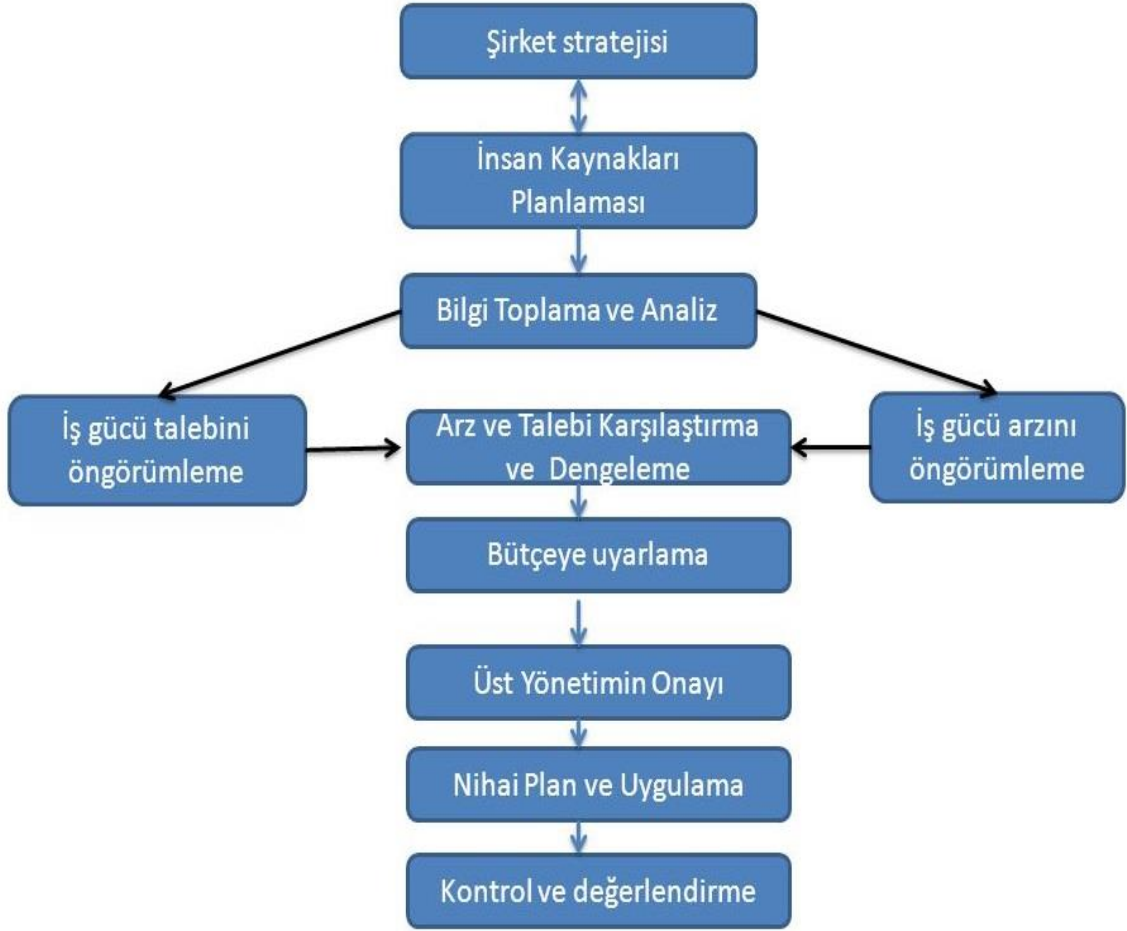 Şirket stratejisi
İnsan Kaynakları
Planlaması
Bilgi Toplama ve Analiz
İş gücü talebini
öngörümleme
Arz ve Talebi Karşılaştırma
ve Dengeleme
İş gücü arzını
öngörümleme
Bütçeye uyarlama
Üst Yönetimin Onayı
Nihai Plan ve Uygulama
Kontrol ve değerlendirme